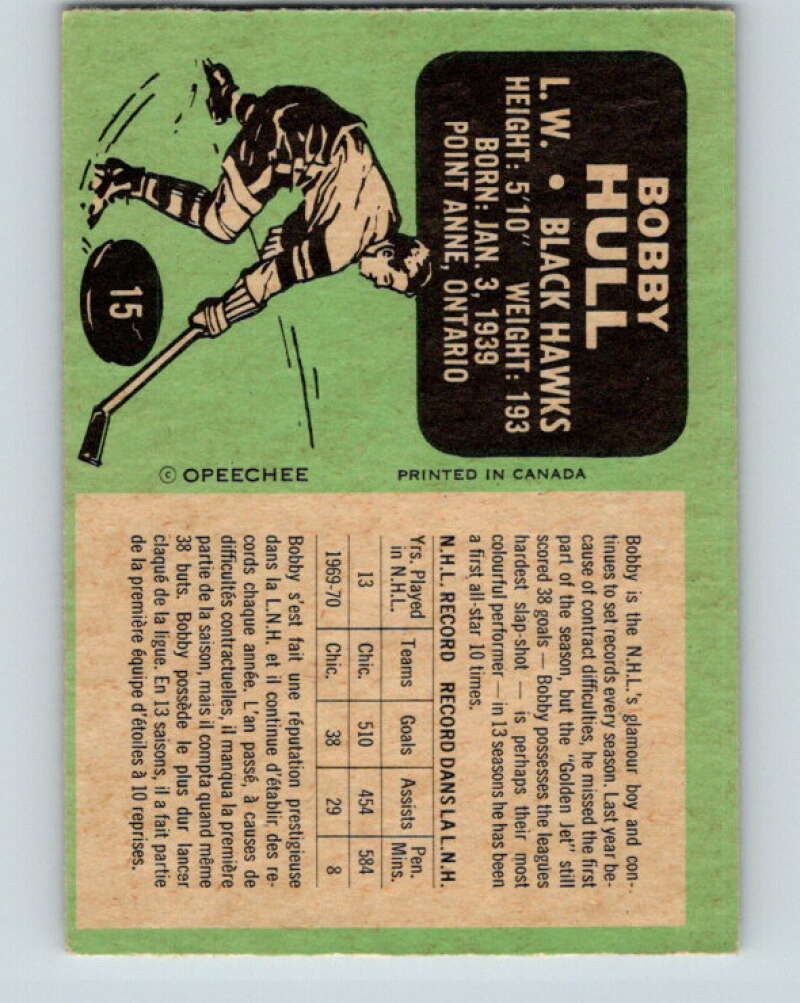 BOBBY
HULL
L. W. • BLACK HAWKS
HEIGHT: 5'10" WEIGHT: 193
BORN: JAN. 3, 1939
POINT ANNE, ONTARIO
15
© OPEECHEE PRINTED IN CANADA
Bobby is the N.H.L.'s glamour boy and con-
tinues to set records every season. Last year be-
cause of contract difficulties, he missed the first
part of the season, but the "Golden Jet" still
scored 38 goals — Bobby possesses the leagues
hardest slap-shot — is perhaps their most
colourful performer — in 13 seasons he has been
a first all-star 10 times.
N.H.L. RECORD RECORD DANS LA L.N.H.
Yrs. Played in N.H.L. Teams Goals Assists Pen. Mins.
13 Chic. 510 454 584
1969-70 Chic. 38 29 8
Bobby s'est fait une réputation prestigieuse
dans la L.N.H. et il continue d'établir, des re-
cords chaque année. L'an passé, à causes de
difficultés contractuelles, il manqua la première
partie de la saison, mais il compta quand même
38 buts. Bobby possède le plus dur lancer
claqué de la ligue. En 13 saisons, il a fait partie
de la première équipe d'étoiles à 10 reprises.